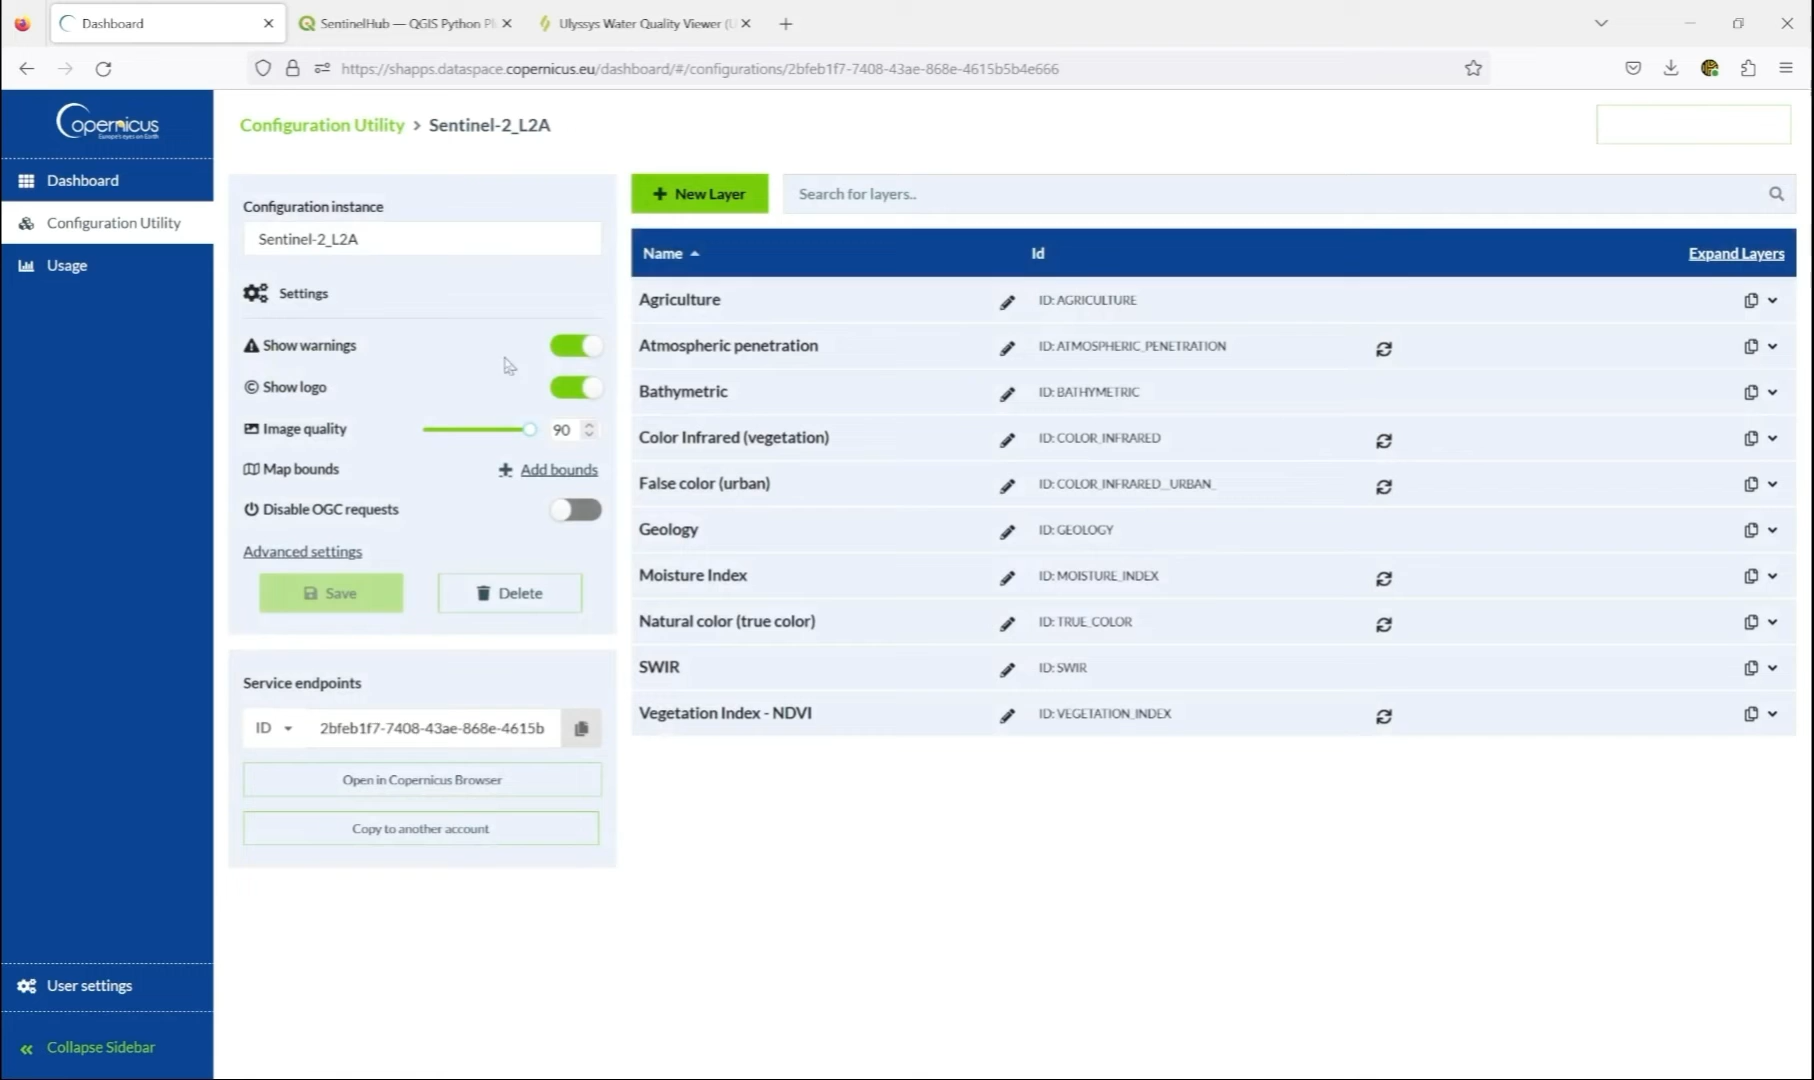 Dashboard
SentinelHub — QGIS Python Pl
Ulyssys Water Quality Viewer (U
https://shapps.dataspace.copernicus.eu/dashboard/#/configurations/2bfeb1f7-7408-43ae-868e-4615b5b4e666
Copernicus
Europe's eyes on Earth
Dashboard
Configuration Utility
Usage
User settings
Collapse Sidebar
Configuration Utility > Sentinel-2_L2A
Configuration instance
Sentinel-2_L2A
Settings
Show warnings
Show logo
Image quality 90
Map bounds Add bounds
Disable OGC requests
Advanced settings
Save Delete
Service endpoints
ID 2bfeb1f7-7408-43ae-868e-4615b
Open in Copernicus Browser
Copy to another account
+ New Layer Search for layers..
Name Id Expand Layers
Agriculture ID: AGRICULTURE
Atmospheric penetration ID: ATMOSPHERIC_PENETRATION
Bathymetric ID: BATHYMETRIC
Color Infrared (vegetation) ID: COLOR_INFRARED
False color (urban) ID: COLOR_INFRARED__URBAN_
Geology ID: GEOLOGY
Moisture Index ID: MOISTURE_INDEX
Natural color (true color) ID: TRUE_COLOR
SWIR ID: SWIR
Vegetation Index - NDVI ID: VEGETATION_INDEX